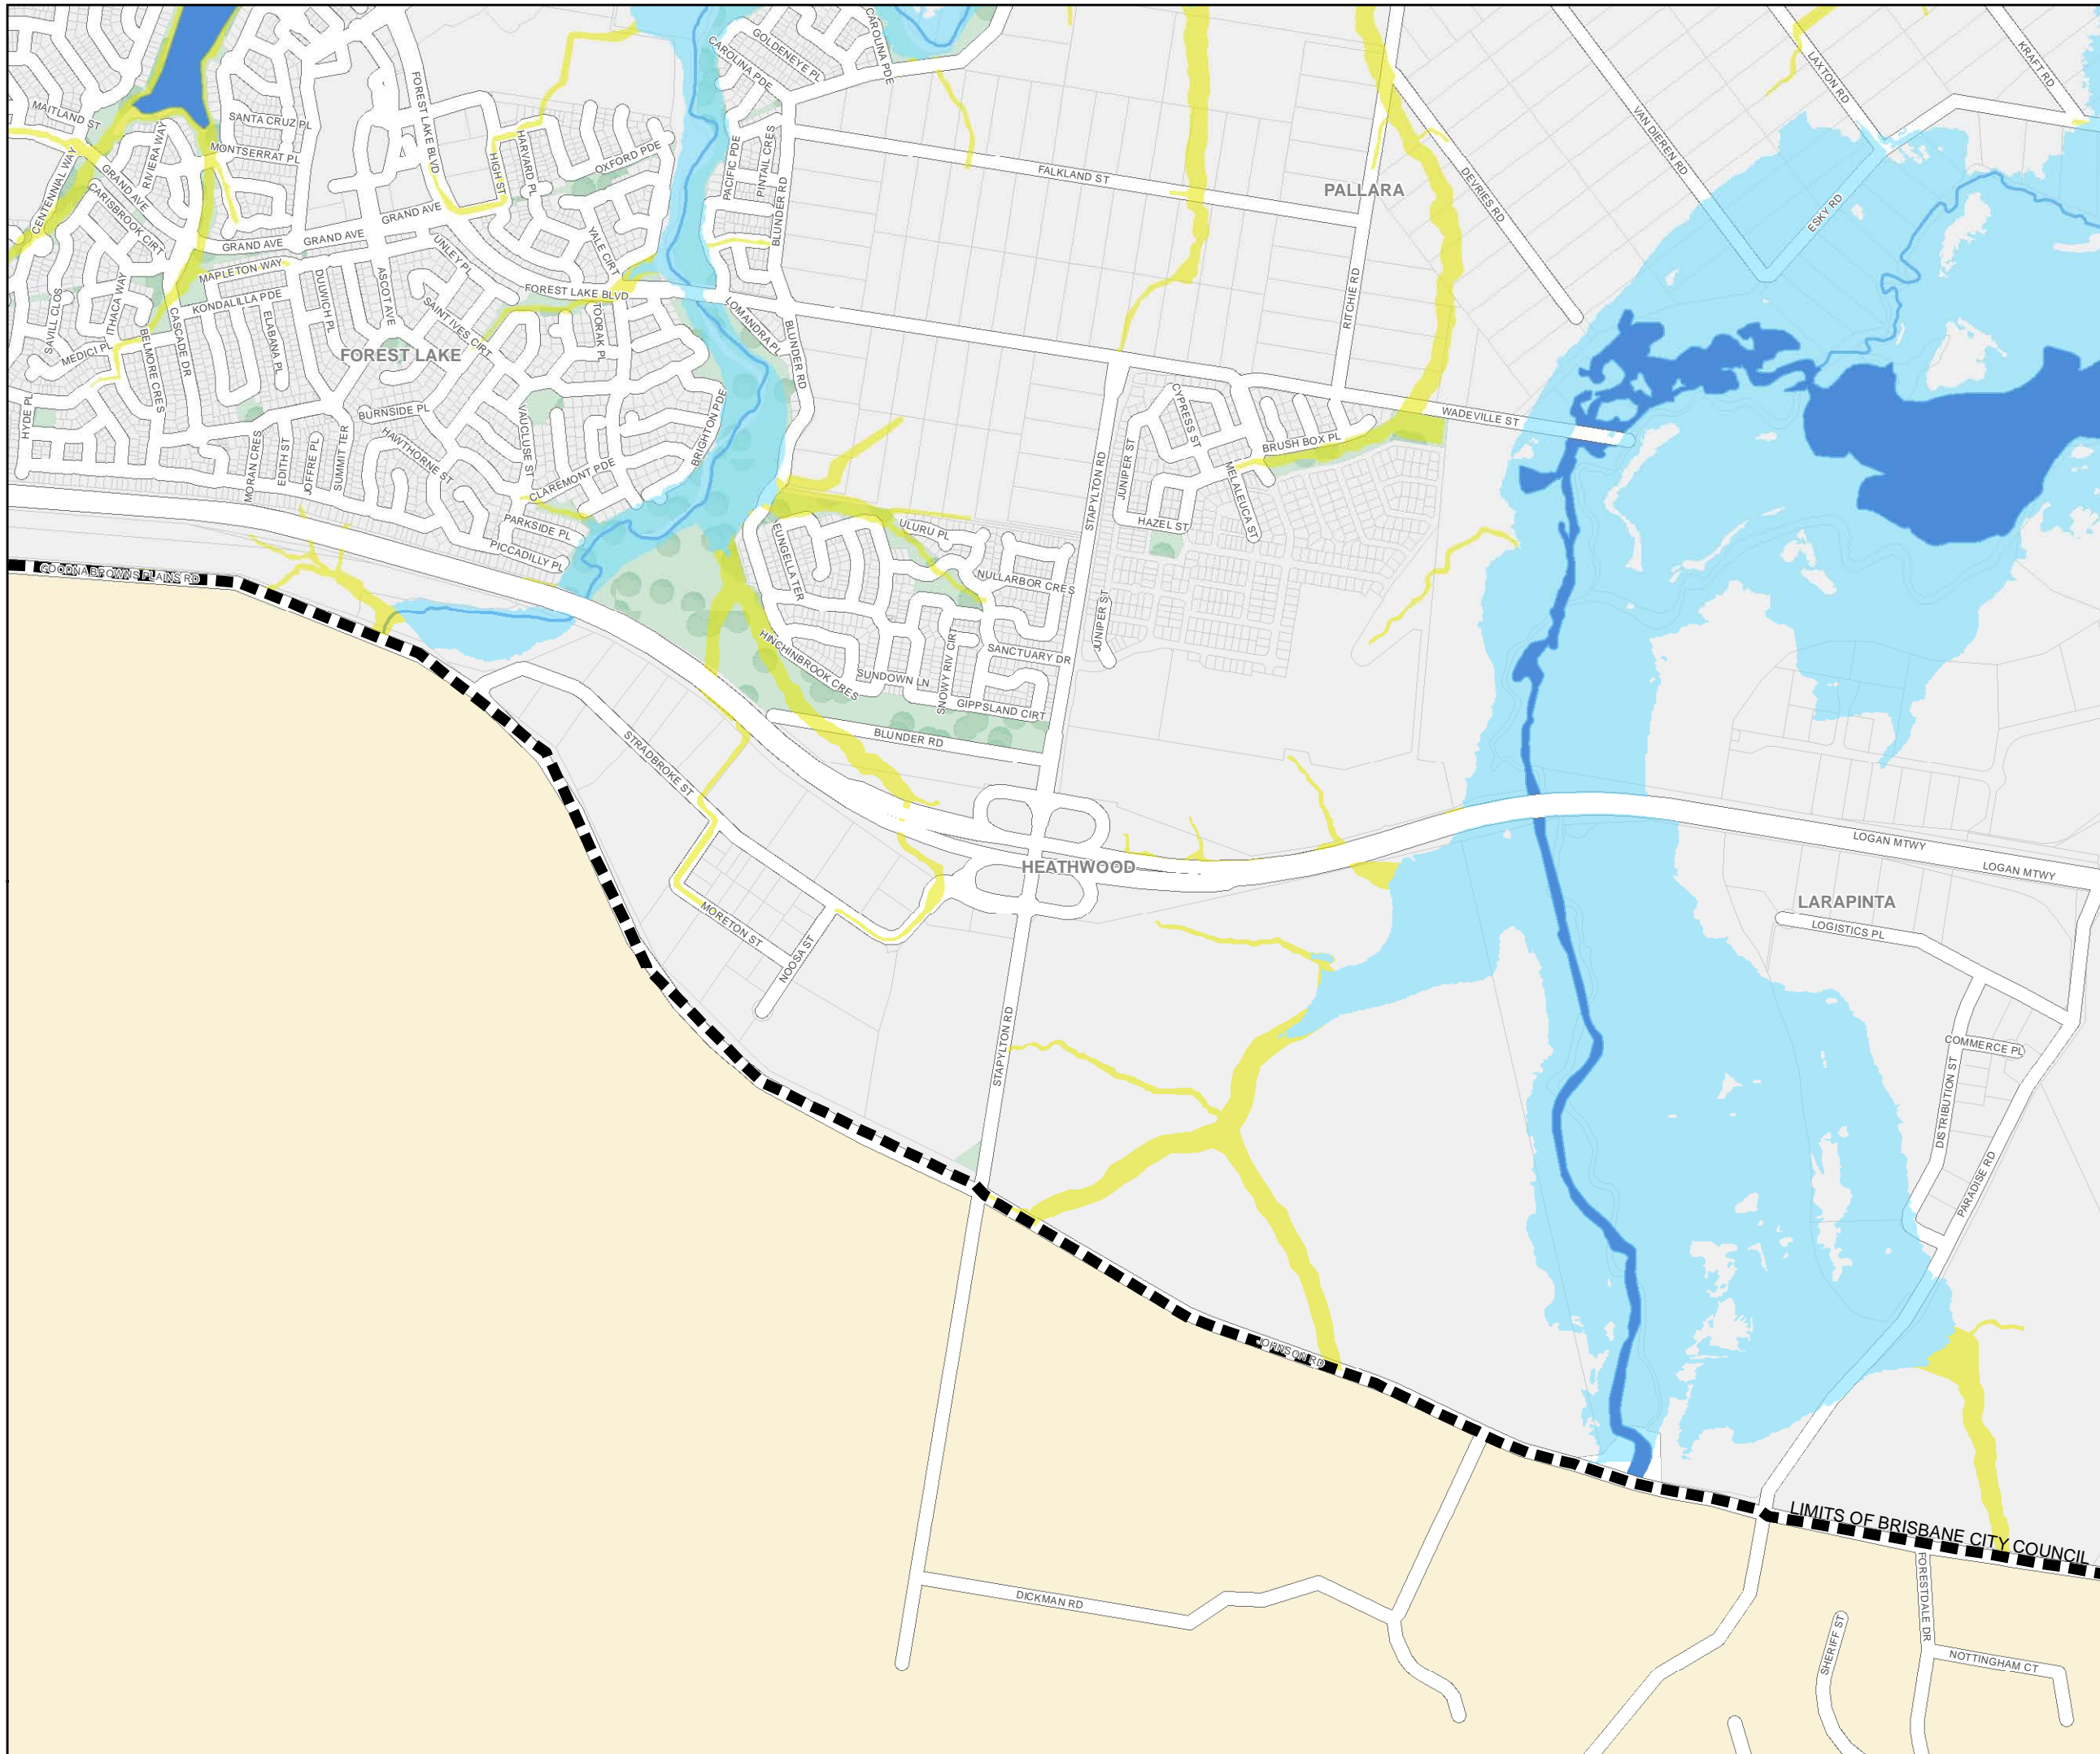 GOLDENEYE PL
CAROLINA PDE
CAROLINA PDE
KRAFT RD
LAXTON RD
VAN DIEREN RD
FOREST LAKE BLVD
MAITLAND ST
SANTA CRUZ PL
MONTSERRAT PL
RIVIERA WAY
CENTENNIAL WAY
GRAND AVE
CARISBROOK CIRT
HIGH ST
HARVARD PL
OXFORD PDE
PACIFIC PDE
PINTAIL CRES
BLUNDER RD
FALKLAND ST
PALLARA
DEVRIES RD
ESKY RD
GRAND AVE
GRAND AVE
GRAND AVE
UNLEY PL
YALE CIRT
MAPLETON WAY
KONDALILLA PDE
FOREST LAKE BLVD
ITHACA WAY
SAVILL CLOS
MEDICI PL
BELMORE CRES
CASCADE DR
ELABANA PL
DULWICH PL
ASCOT AVE
SAINT IVES CIRT
TOORAK PL
LOMANDRA PL
BLUNDER RD
RITCHIE RD
FOREST LAKE
HYDE PL
BURNSIDE PL
HAWTHORNE ST
VAUCLUSE ST
BRIGHTON PDE
CYPRESS ST
WADEVILLE ST
BRUSH BOX PL
MORAN CRES
EDITH ST
JOFFRE PL
SUMMIT TER
CLAREMONT PDE
STAPYLTON RD
JUNIPER ST
MELALEUCA ST
HAZEL ST
PARKSIDE PL
PICCADILLY PL
ULURU PL
EUNGELLA TER
NULLARBOR CRES
JUNIPER ST
GOODNA BROWNS PLAINS RD
HINCHINBROOK CRES
SUNDOWN LN
SNOWY RIV CIRT
SANCTUARY DR
GIPPSLAND CIRT
BLUNDER RD
STRADBROKE ST
HEATHWOOD
LOGAN MTWY
LOGAN MTWY
LARAPINTA
LOGISTICS PL
MORETON ST
NOOSA ST
STAPYLTON RD
COMMERCE PL
DISTRIBUTION ST
PARADISE RD
JOHNSON RD
LIMITS OF BRISBANE CITY COUNCIL
DICKMAN RD
FORESTDALE DR
SHERIFF ST
NOTTINGHAM CT